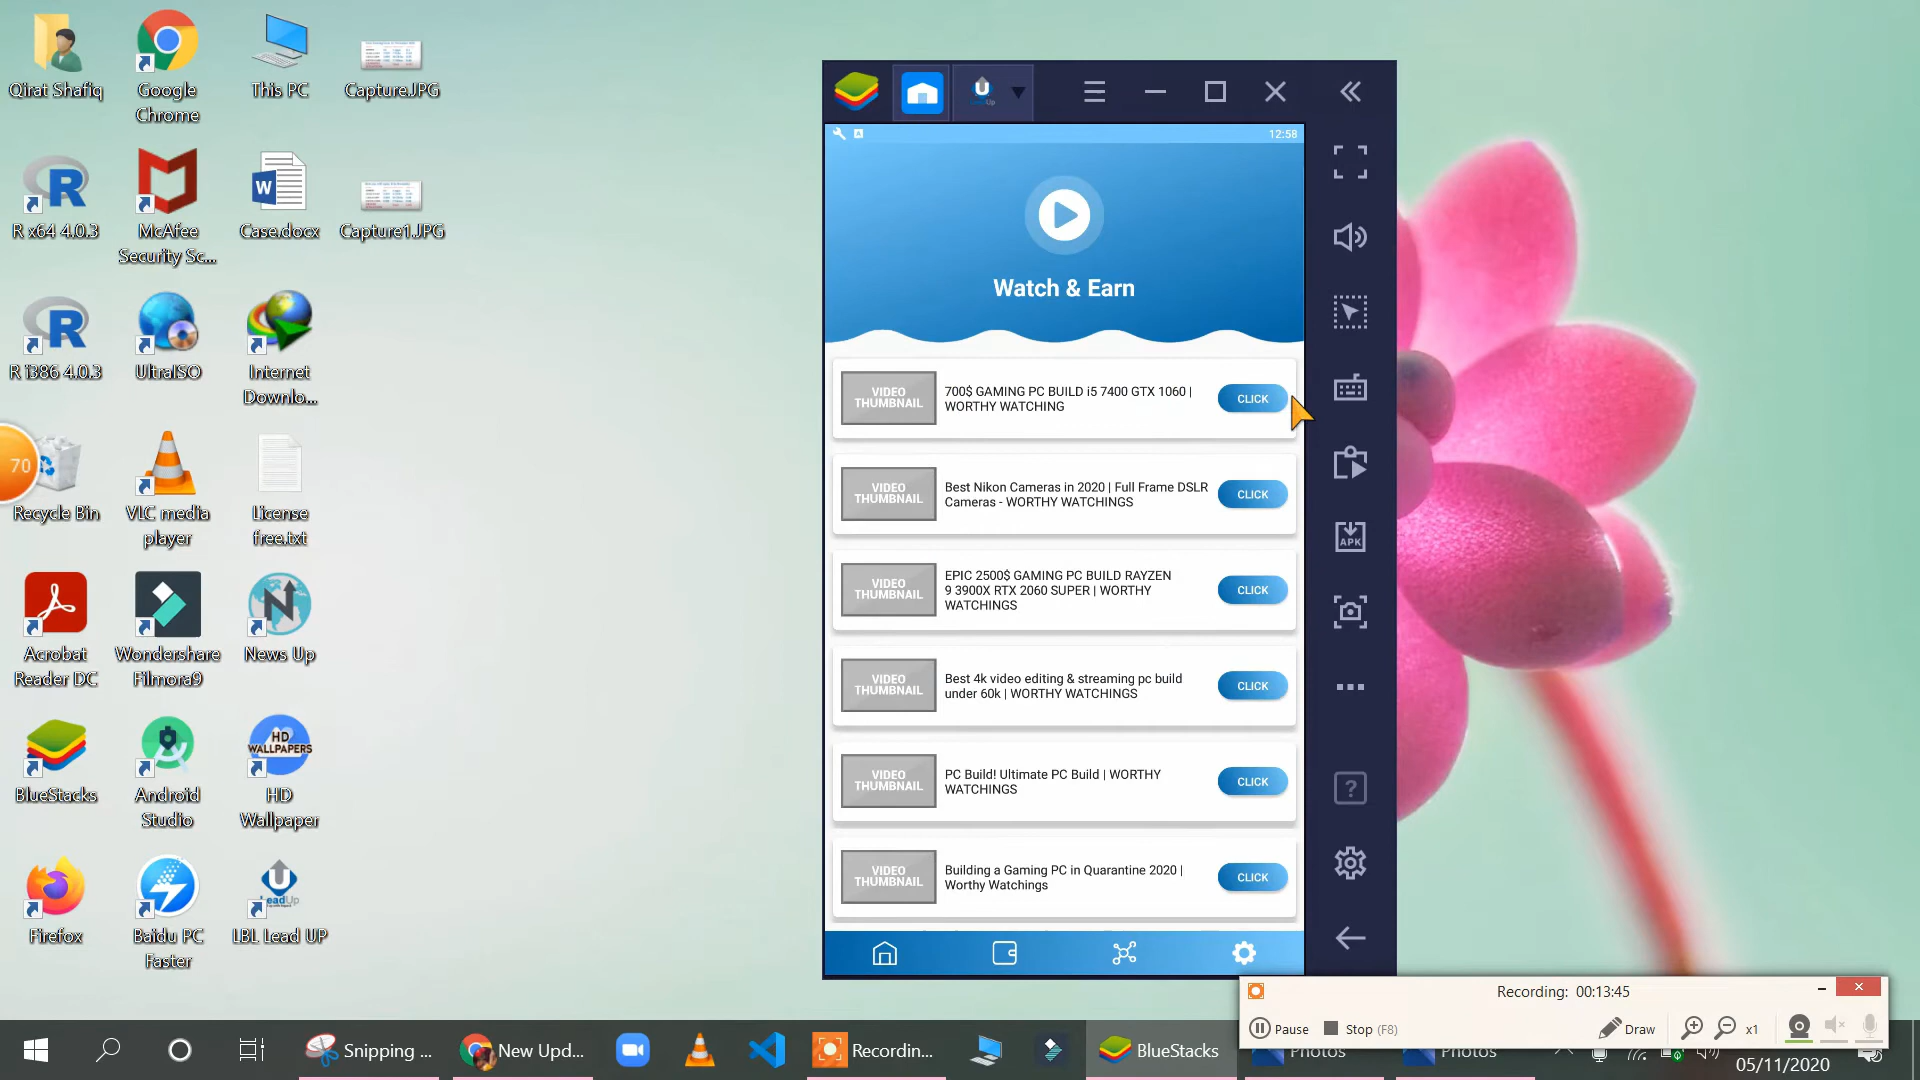 Qirat Shafiq
Google
Chrome
This PC
Capture.JPG
R x64 4.0.3
McAfee
Security Sc...
Case.docx
Capture1.JPG
R i386 4.0.3
UltraISO
Internet
Downlo...
70
Recycle Bin
VLC media
player
License
free.txt
Acrobat
Reader DC
Wondershare
Filmora9
News Up
BlueStacks
Android
Studio
HD
WALLPAPERS
HD
Wallpaper
Firefox
Baidu PC
Faster
LeadUp
LBL Lead UP
12:58
Watch & Earn
VIDEO
THUMBNAIL
700$ GAMING PC BUILD i5 7400 GTX 1060 |
WORTHY WATCHING
CLICK
VIDEO
THUMBNAIL
Best Nikon Cameras in 2020 | Full Frame DSLR
Cameras - WORTHY WATCHINGS
CLICK
VIDEO
THUMBNAIL
EPIC 2500$ GAMING PC BUILD RAYZEN
9 3900X RTX 2060 SUPER | WORTHY
WATCHINGS
CLICK
VIDEO
THUMBNAIL
Best 4k video editing & streaming pc build
under 60k | WORTHY WATCHINGS
CLICK
VIDEO
THUMBNAIL
PC Build! Ultimate PC Build | WORTHY
WATCHINGS
CLICK
VIDEO
THUMBNAIL
Building a Gaming PC in Quarantine 2020 |
Worthy Watchings
CLICK
APK
Recording: 00:13:45
Pause
Stop (F8)
Draw
x1
Snipping ...
New Upd...
Recordin...
BlueStacks
Photos
Photos
05/11/2020